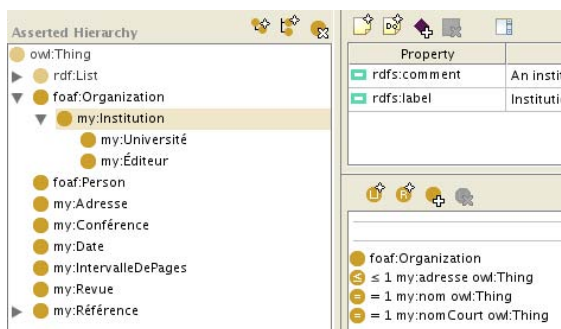 Asserted Hierarchy
owl:Thing
rdf:List
foaf:Organization
my:Institution
my:Université
my:Éditeur
foaf:Person
my:Adresse
my:Conférence
my:Date
my:IntervalleDePages
my:Revue
my:Référence
Property
rdfs:comment An instit
rdfs:label Instituti
foaf:Organization
≤ 1 my:adresse owl:Thing
= 1 my:nom owl:Thing
= 1 my:nomCourt owl:Thing